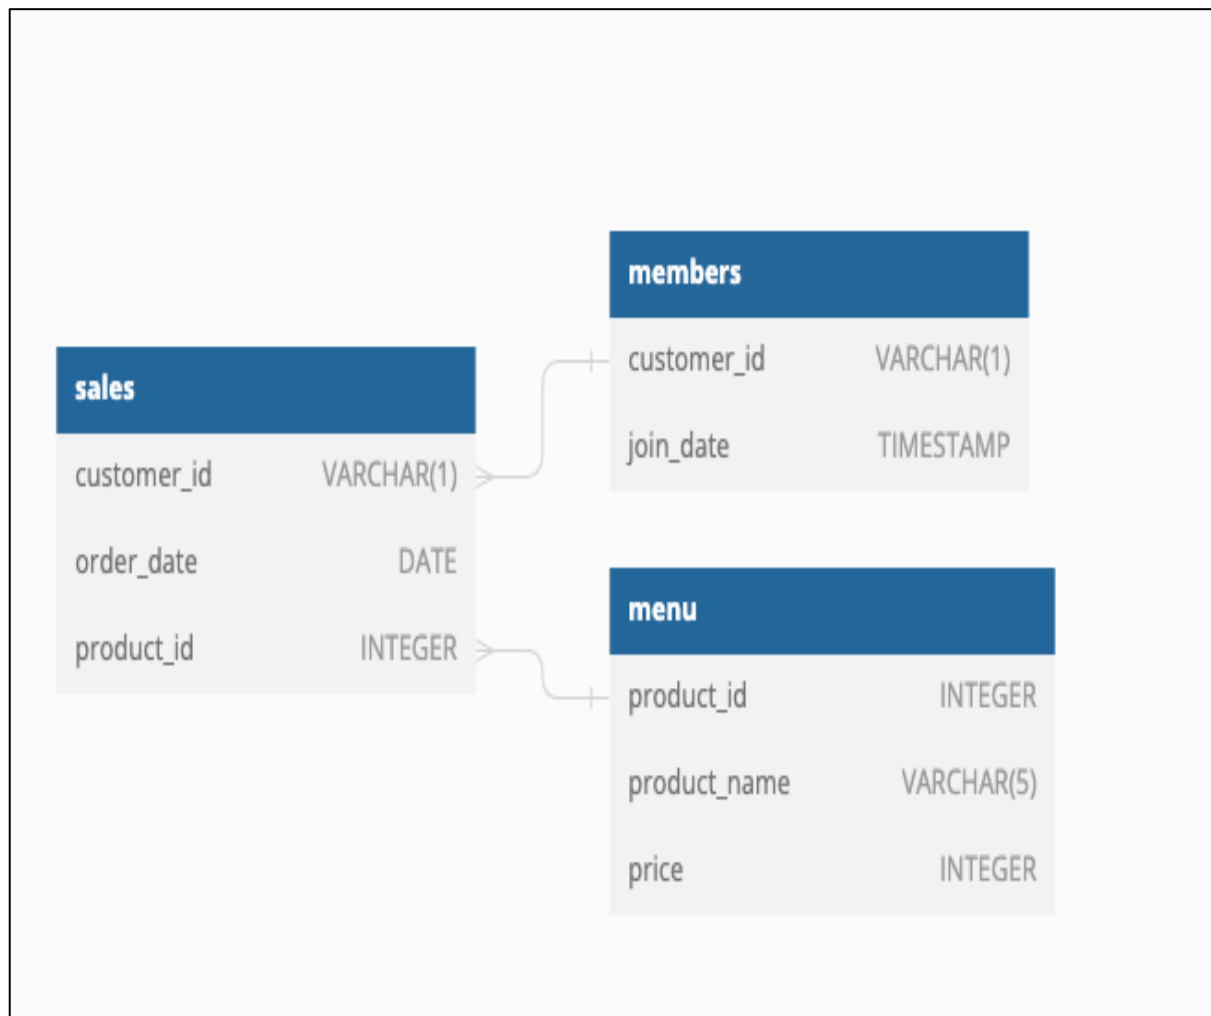 sales
customer_id VARCHAR(1)
order_date DATE
product_id INTEGER
members
customer_id VARCHAR(1)
join_date TIMESTAMP
menu
product_id INTEGER
product_name VARCHAR(5)
price INTEGER